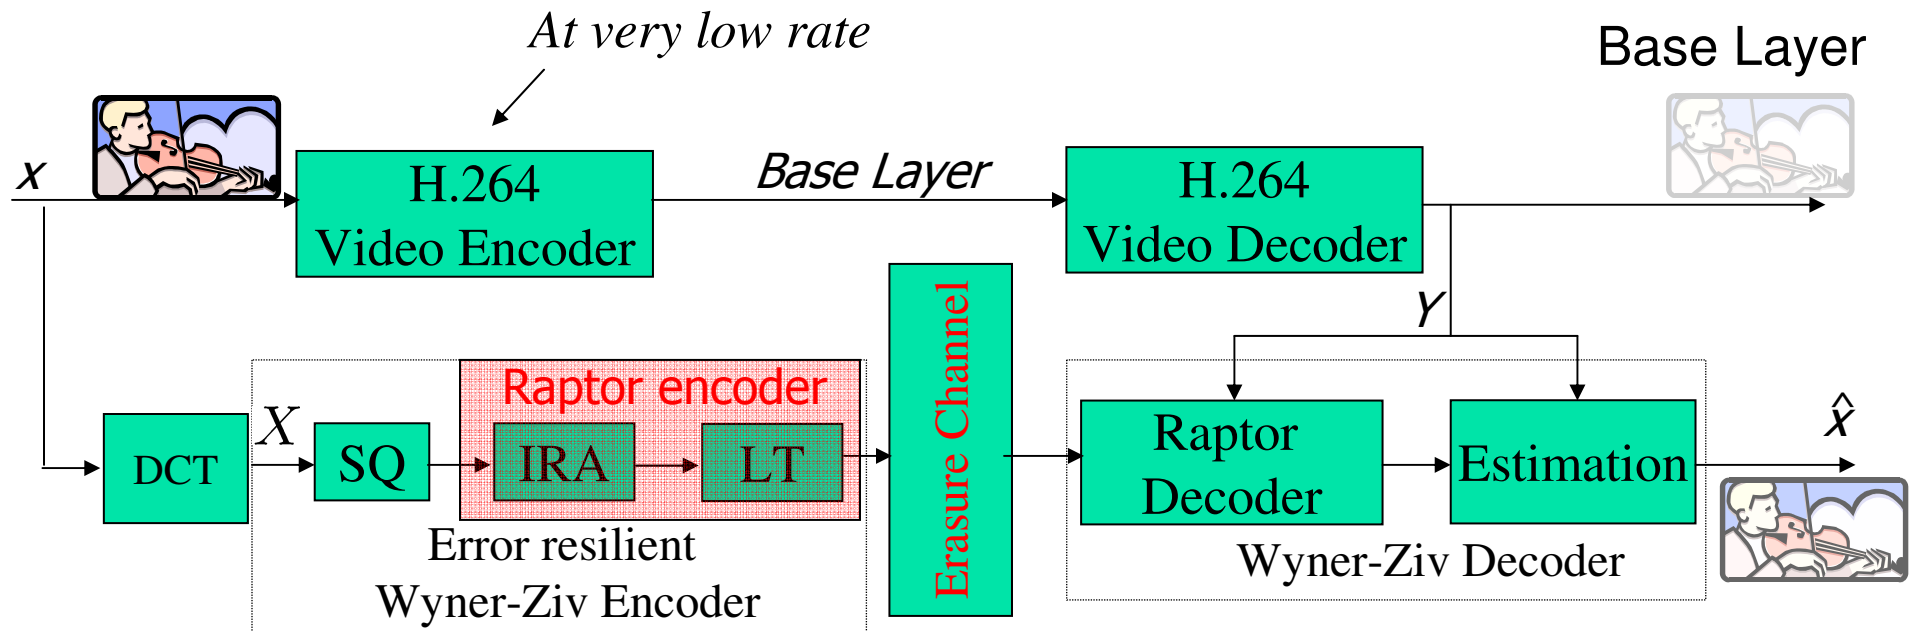 At very low rate
Base Layer
x
H.264
Video Encoder
Base Layer
H.264
Video Decoder
Y
Erasure Channel
Raptor encoder
DCT
X
SQ
IRA
LT
Error resilient
Wyner-Ziv Encoder
Raptor
Decoder
Estimation
x̂
Wyner-Ziv Decoder